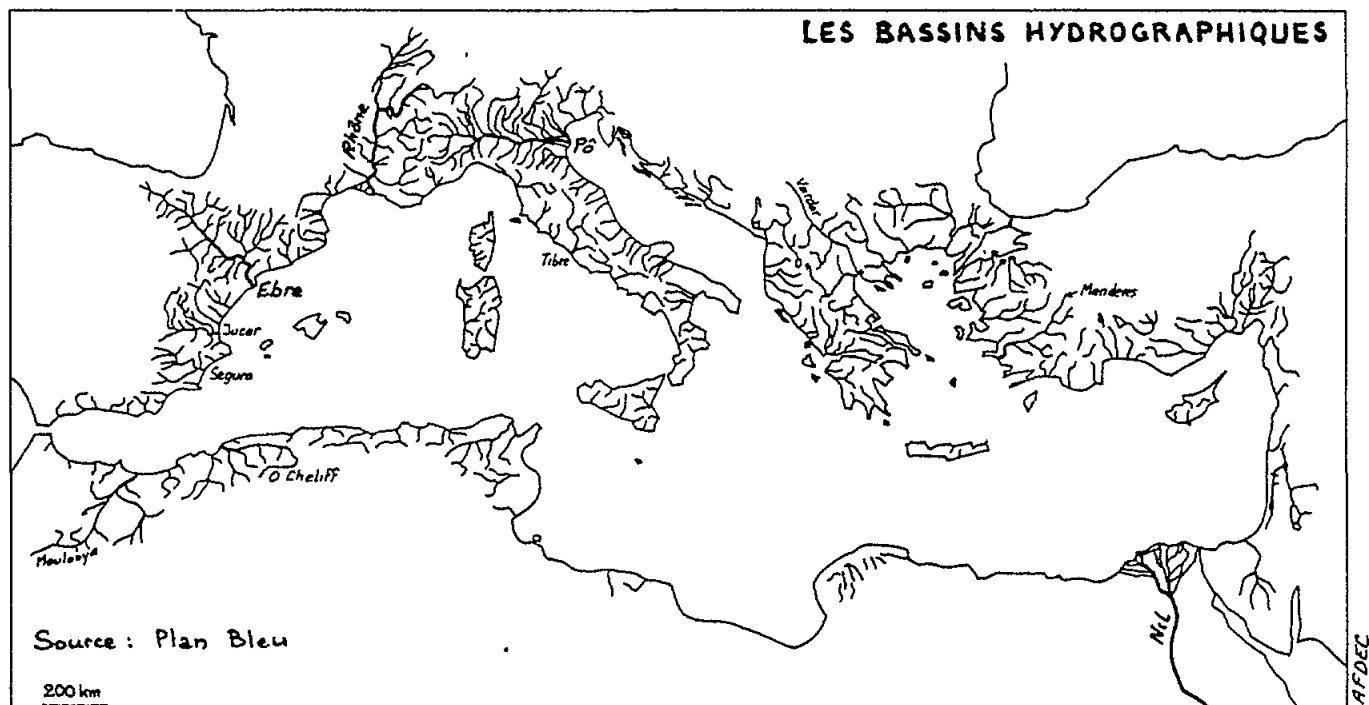 LES BASSINS HYDROGRAPHIQUES
Rhône
Pô
Vardar
Tibre
Ebre
Menderes
Jucar
Segura
O Cheliff
Moulouya
Nil
Source : Plan Bleu
200 km
AFDEC